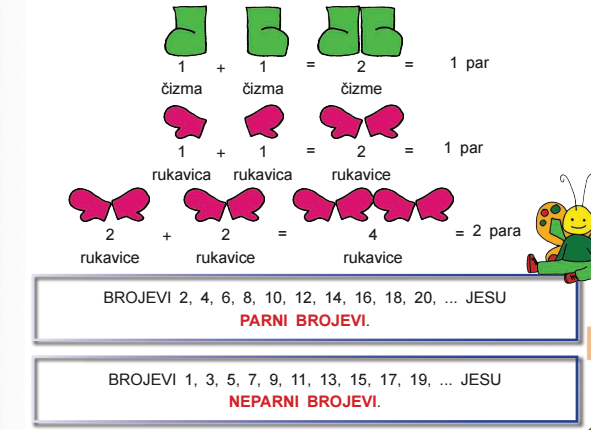 1 + 1 = 2 = 1 par
čizma čizma čizme
1 + 1 = 2 = 1 par
rukavica rukavica rukavice
2 + 2 = 4 = 2 para
rukavice rukavice rukavice
BROJEVI 2, 4, 6, 8, 10, 12, 14, 16, 18, 20, ... JESU
PARNI BROJEVI.
BROJEVI 1, 3, 5, 7, 9, 11, 13, 15, 17, 19, ... JESU
NEPARNI BROJEVI.